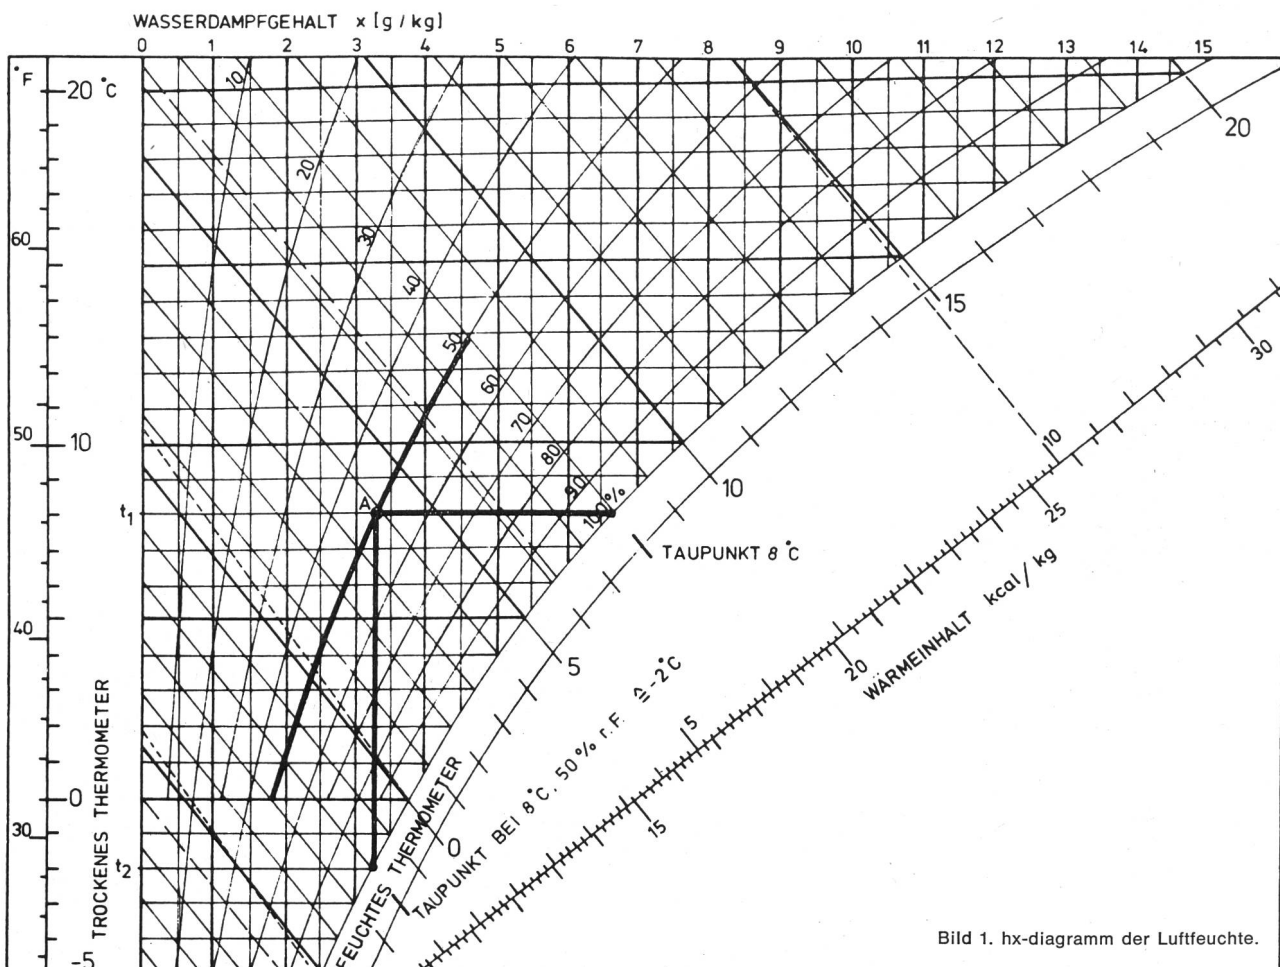 WASSERDAMPFGEHALT x [g / kg]
0 1 2 3 4 5 6 7 8 9 10 11 12 13 14 15
°F
20 °C
10
20
30
40
50
60
70
80
90
100%
60
50
10
t1
A
40
0
30
t2
-5
TROCKENES THERMOMETER
20
15
10
5
0
TAUPUNKT 8°C
FEUCHTES THERMOMETER
TAUPUNKT BEI 8°C, 50% r.F. ≙ -2°C
30
10
25
20
5
15
WÄRMEINHALT kcal / kg
Bild 1. hx-diagramm der Luftfeuchte.